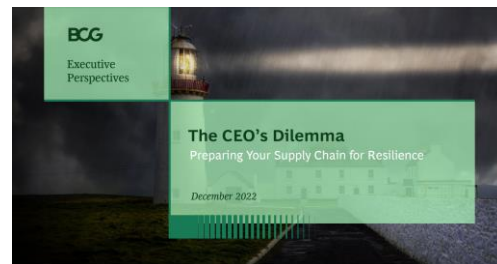 BCG
Executive
Perspectives
The CEO's Dilemma
Preparing Your Supply Chain for Resilience
December 2022